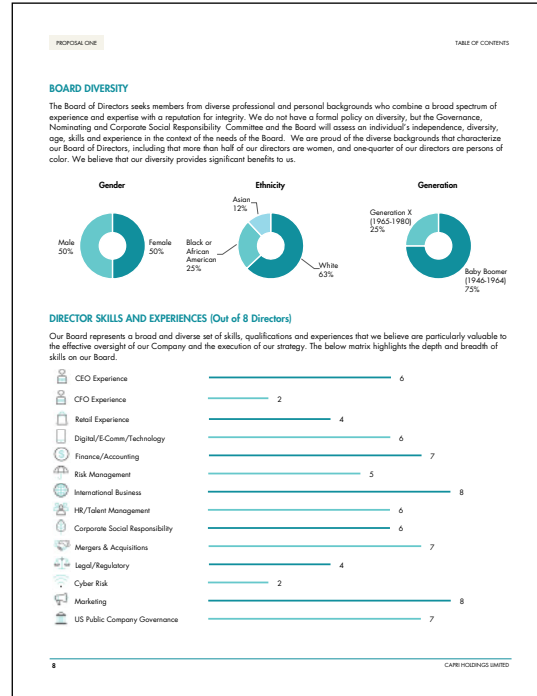 PROPOSAL ONE
TABLE OF CONTENTS
BOARD DIVERSITY
The Board of Directors seeks members from diverse professional and personal backgrounds who combine a broad spectrum of
experience and expertise with a reputation for integrity. We do not have a formal policy on diversity, but the Governance,
Nominating and Corporate Social Responsibility Committee and the Board will assess an individual's independence, diversity,
age, skills and experience in the context of the needs of the Board. We are proud of the diverse backgrounds that characterize
our Board of Directors, including that more than half of our directors are women, and one-quarter of our directors are persons of
color. We believe that our diversity provides significant benefits to us.
Gender
Male
50%
Female
50%
Ethnicity
Asian
12%
Black or
African
American
25%
White
63%
Generation
Generation X
(1965-1980)
25%
Baby Boomer
(1946-1964)
75%
DIRECTOR SKILLS AND EXPERIENCES (Out of 8 Directors)
Our Board represents a broad and diverse set of skills, qualifications and experiences that we believe are particularly valuable to
the effective oversight of our Company and the execution of our strategy. The below matrix highlights the depth and breadth of
skills on our Board.
CEO Experience 6
CFO Experience 2
Retail Experience 4
Digital/E-Comm/Technology 6
Finance/Accounting 7
Risk Management 5
International Business 8
HR/Talent Management 6
Corporate Social Responsibility 6
Mergers & Acquisitions 7
Legal/Regulatory 4
Cyber Risk 2
Marketing 8
US Public Company Governance 7
8
CAPRI HOLDINGS LIMITED